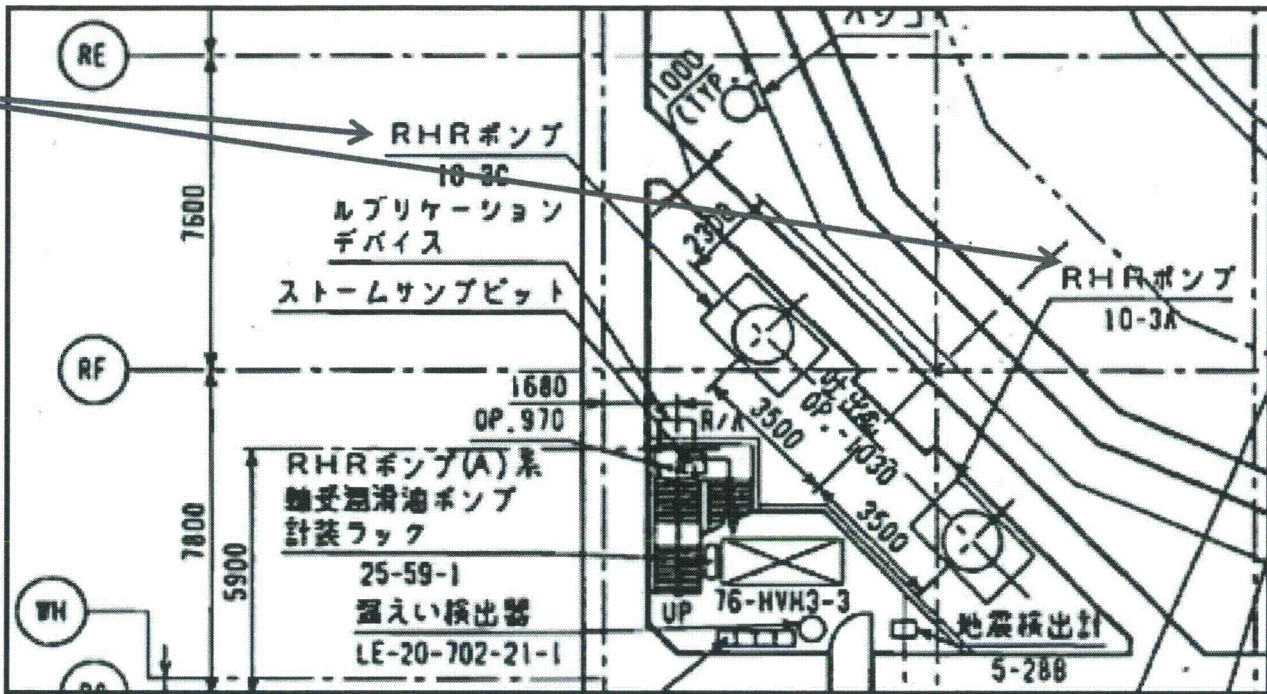 RE
1000
(TYP.
RHRポンプ
7600
ルブリケーション
デバイス
2300
ストームサンプピット
RHRポンプ
10-3A
RF
1680
OP.970
R/A
3500
OP.-1030
RHRポンプ(A)系
軸受潤滑油ポンプ
計装ラック
7800
5900
3500
25-59-1
76-HVH3-3
WH
漏えい検出器
UP
地震検出計
LE-20-702-21-1
5-28B